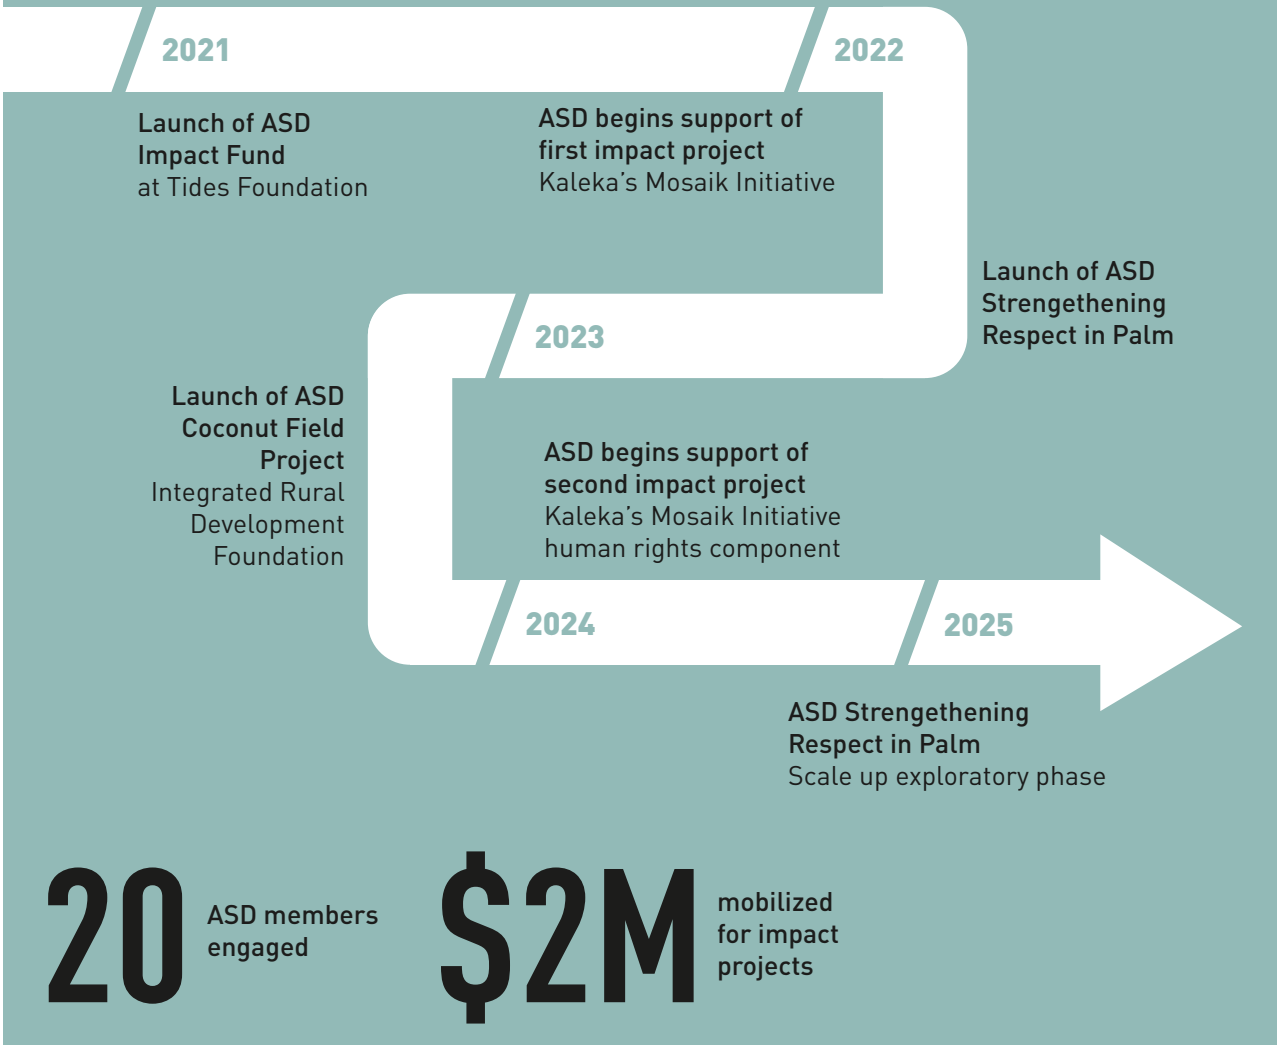 2021
2022
Launch of ASD
Impact Fund
at Tides Foundation
ASD begins support of
first impact project
Kaleka’s Mosaik Initiative
Launch of ASD
Strengethening
Respect in Palm
2023
Launch of ASD
Coconut Field
Project
Integrated Rural
Development
Foundation
ASD begins support of
second impact project
Kaleka’s Mosaik Initiative
human rights component
2024
2025
ASD Strengethening
Respect in Palm
Scale up exploratory phase
20
ASD members
engaged
$2M
mobilized
for impact
projects